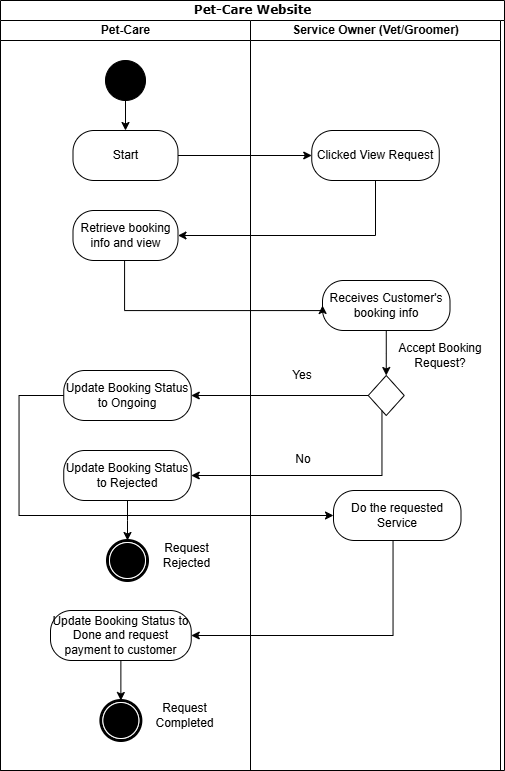 Pet-Care Website
Pet-Care
Service Owner (Vet/Groomer)
Start
Clicked View Request
Retrieve booking
info and view
Receives Customer's
booking info
Accept Booking
Request?
Yes
Update Booking Status
to Ongoing
No
Update Booking Status
to Rejected
Do the requested
Service
Request
Rejected
Update Booking Status to
Done and request
payment to customer
Request
Completed